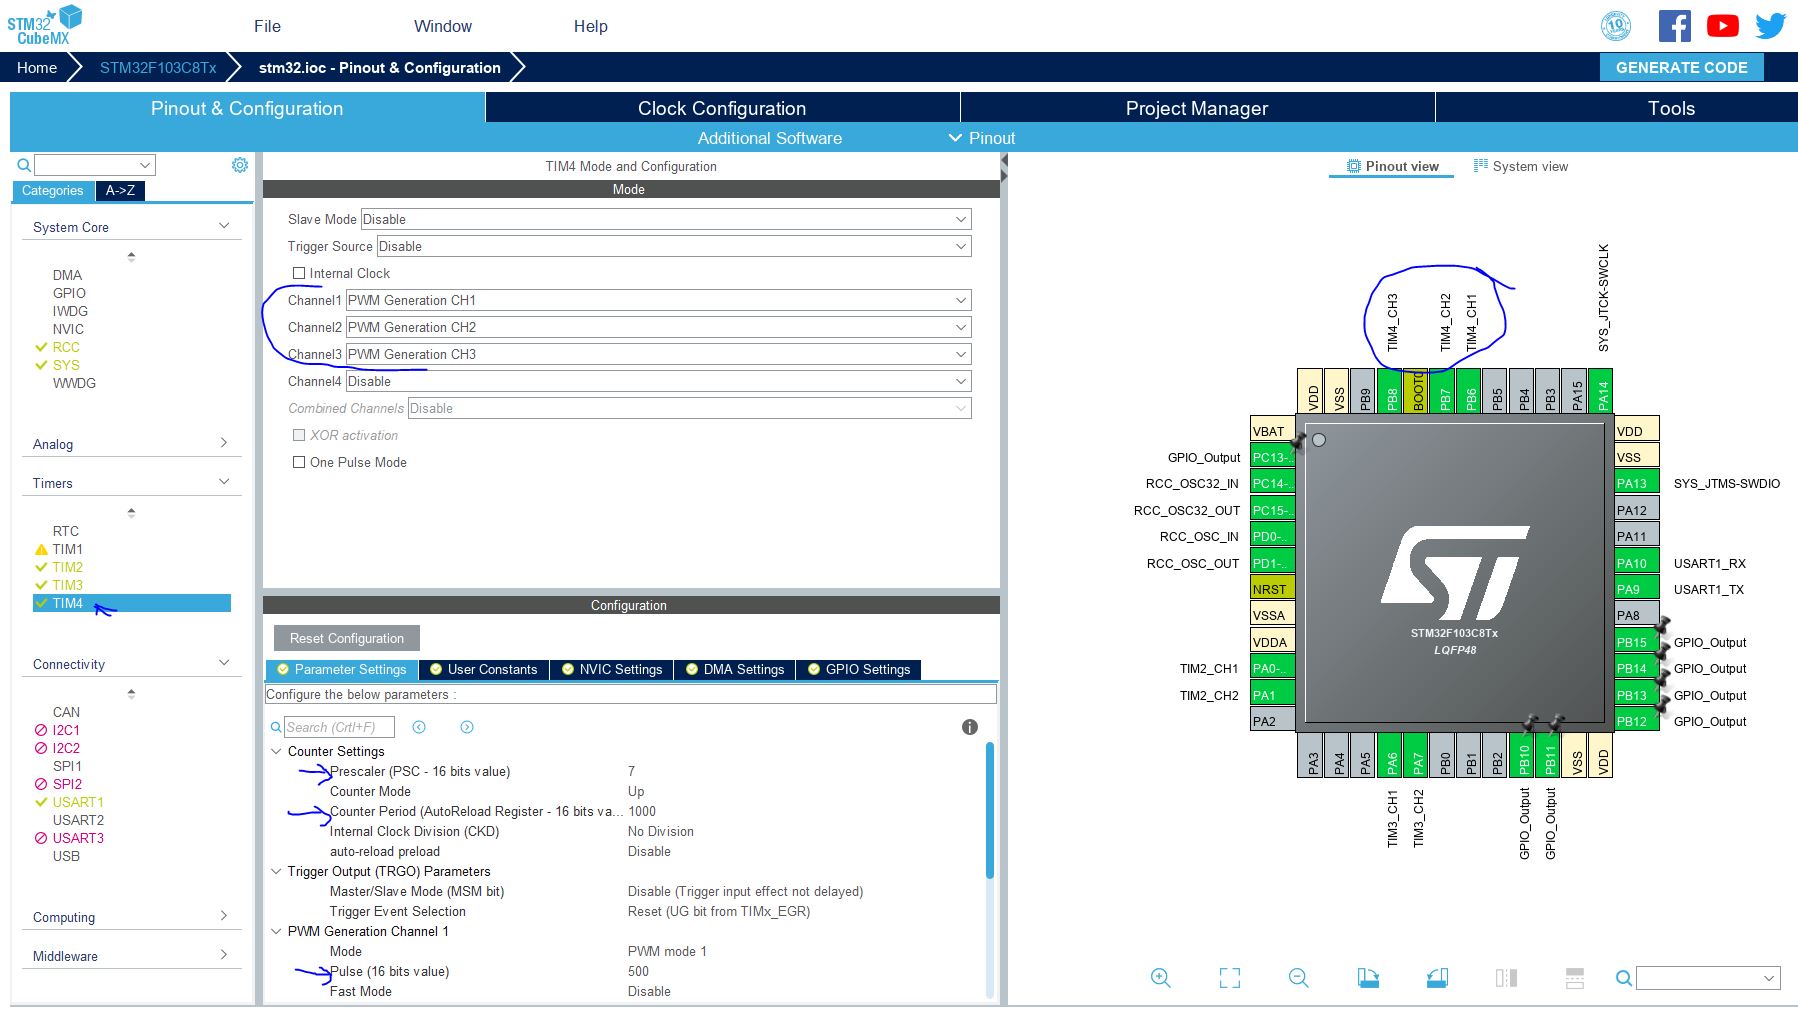 STM32
CubeMX
File
Window
Help
10
Home
STM32F103C8Tx
stm32.ioc - Pinout & Configuration
GENERATE CODE
Pinout & Configuration
Clock Configuration
Project Manager
Tools
Additional Software
Pinout
Categories
A->Z
System Core
DMA
GPIO
IWDG
NVIC
RCC
SYS
WWDG
Analog
Timers
RTC
TIM1
TIM2
TIM3
TIM4
Connectivity
CAN
I2C1
I2C2
SPI1
SPI2
USART1
USART2
USART3
USB
Computing
Middleware
TIM4 Mode and Configuration
Mode
Slave Mode Disable
Trigger Source Disable
Internal Clock
Channel1 PWM Generation CH1
Channel2 PWM Generation CH2
Channel3 PWM Generation CH3
Channel4 Disable
Combined Channels Disable
XOR activation
One Pulse Mode
Configuration
Reset Configuration
Parameter Settings
User Constants
NVIC Settings
DMA Settings
GPIO Settings
Configure the below parameters :
Search (Crtl+F)
Counter Settings
Prescaler (PSC - 16 bits value) 7
Counter Mode Up
Counter Period (AutoReload Register - 16 bits va... 1000
Internal Clock Division (CKD) No Division
auto-reload preload Disable
Trigger Output (TRGO) Parameters
Master/Slave Mode (MSM bit) Disable (Trigger input effect not delayed)
Trigger Event Selection Reset (UG bit from TIMx_EGR)
PWM Generation Channel 1
Mode PWM mode 1
Pulse (16 bits value) 500
Fast Mode Disable
Pinout view
System view
TIM4_CH3
TIM4_CH2
TIM4_CH1
SYS_JTCK-SWCLK
VDD
VSS
PB9
PB8
BOOT0
PB7
PB6
PB5
PB4
PB3
PA15
PA14
VBAT
GPIO_Output PC13-..
RCC_OSC32_IN PC14-..
RCC_OSC32_OUT PC15-..
RCC_OSC_IN PD0-..
RCC_OSC_OUT PD1-..
NRST
VSSA
VDDA
TIM2_CH1 PA0-..
TIM2_CH2 PA1
PA2
ST
STM32F103C8Tx
LQFP48
VDD
VSS
PA13 SYS_JTMS-SWDIO
PA12
PA11
PA10 USART1_RX
PA9 USART1_TX
PA8
PB15 GPIO_Output
PB14 GPIO_Output
PB13 GPIO_Output
PB12 GPIO_Output
PA3
PA4
PA5
PA6
PA7
PB0
PB1
PB2
PB10
PB11
VSS
VDD
TIM3_CH1
TIM3_CH2
GPIO_Output
GPIO_Output